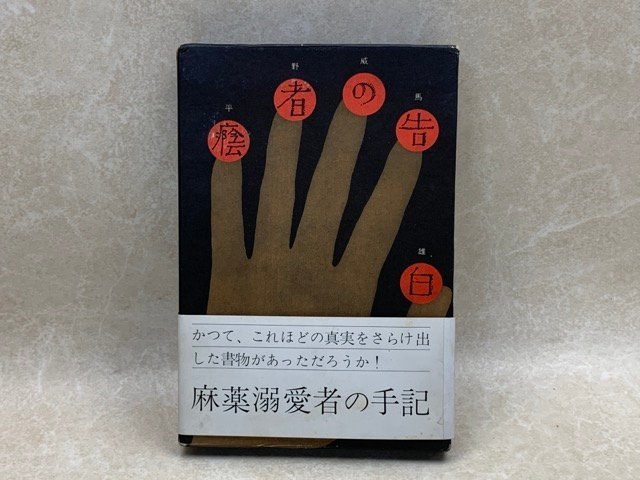 平野威馬雄
癊者の告白
かつて、これほどの真実をさらけ出
した書物があっただろうか！
麻薬溺愛者の手記